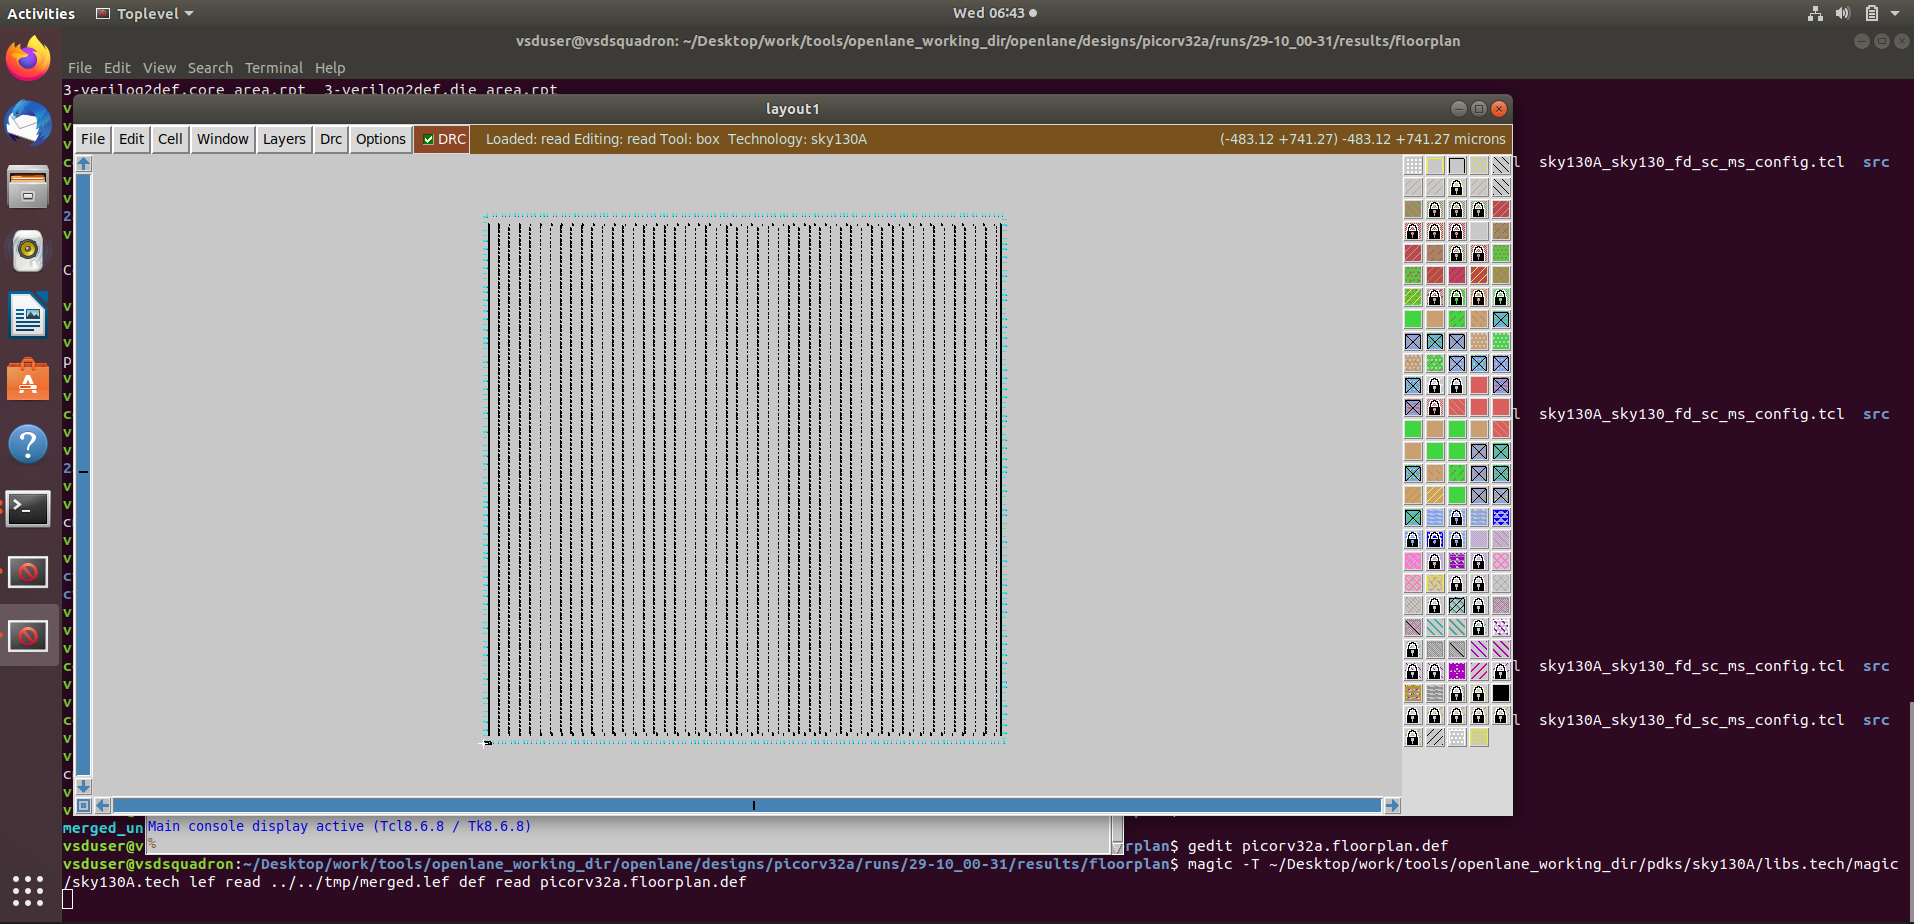 Activities Toplevel Wed 06:43
vsduser@vsdsquadron: ~/Desktop/work/tools/openlane_working_dir/openlane/designs/picorv32a/runs/29-10_00-31/results/floorplan
File Edit View Search Terminal Help
3-verilog2def.core_area.rpt 3-verilog2def.die_area.rpt
layout1
File Edit Cell Window Layers Drc Options DRC Loaded: read Editing: read Tool: box Technology: sky130A (-483.12 +741.27) -483.12 +741.27 microns
l sky130A_sky130_fd_sc_ms_config.tcl src
l sky130A_sky130_fd_sc_ms_config.tcl src
l sky130A_sky130_fd_sc_ms_config.tcl src
l sky130A_sky130_fd_sc_ms_config.tcl src
merged_un
Main console display active (Tcl8.6.8 / Tk8.6.8)
%
vsduser@v rplan$ gedit picorv32a.floorplan.def
vsduser@vsdsquadron:~/Desktop/work/tools/openlane_working_dir/openlane/designs/picorv32a/runs/29-10_00-31/results/floorplan$ magic -T ~/Desktop/work/tools/openlane_working_dir/pdks/sky130A/libs.tech/magic
/sky130A.tech lef read ../../tmp/merged.lef def read picorv32a.floorplan.def